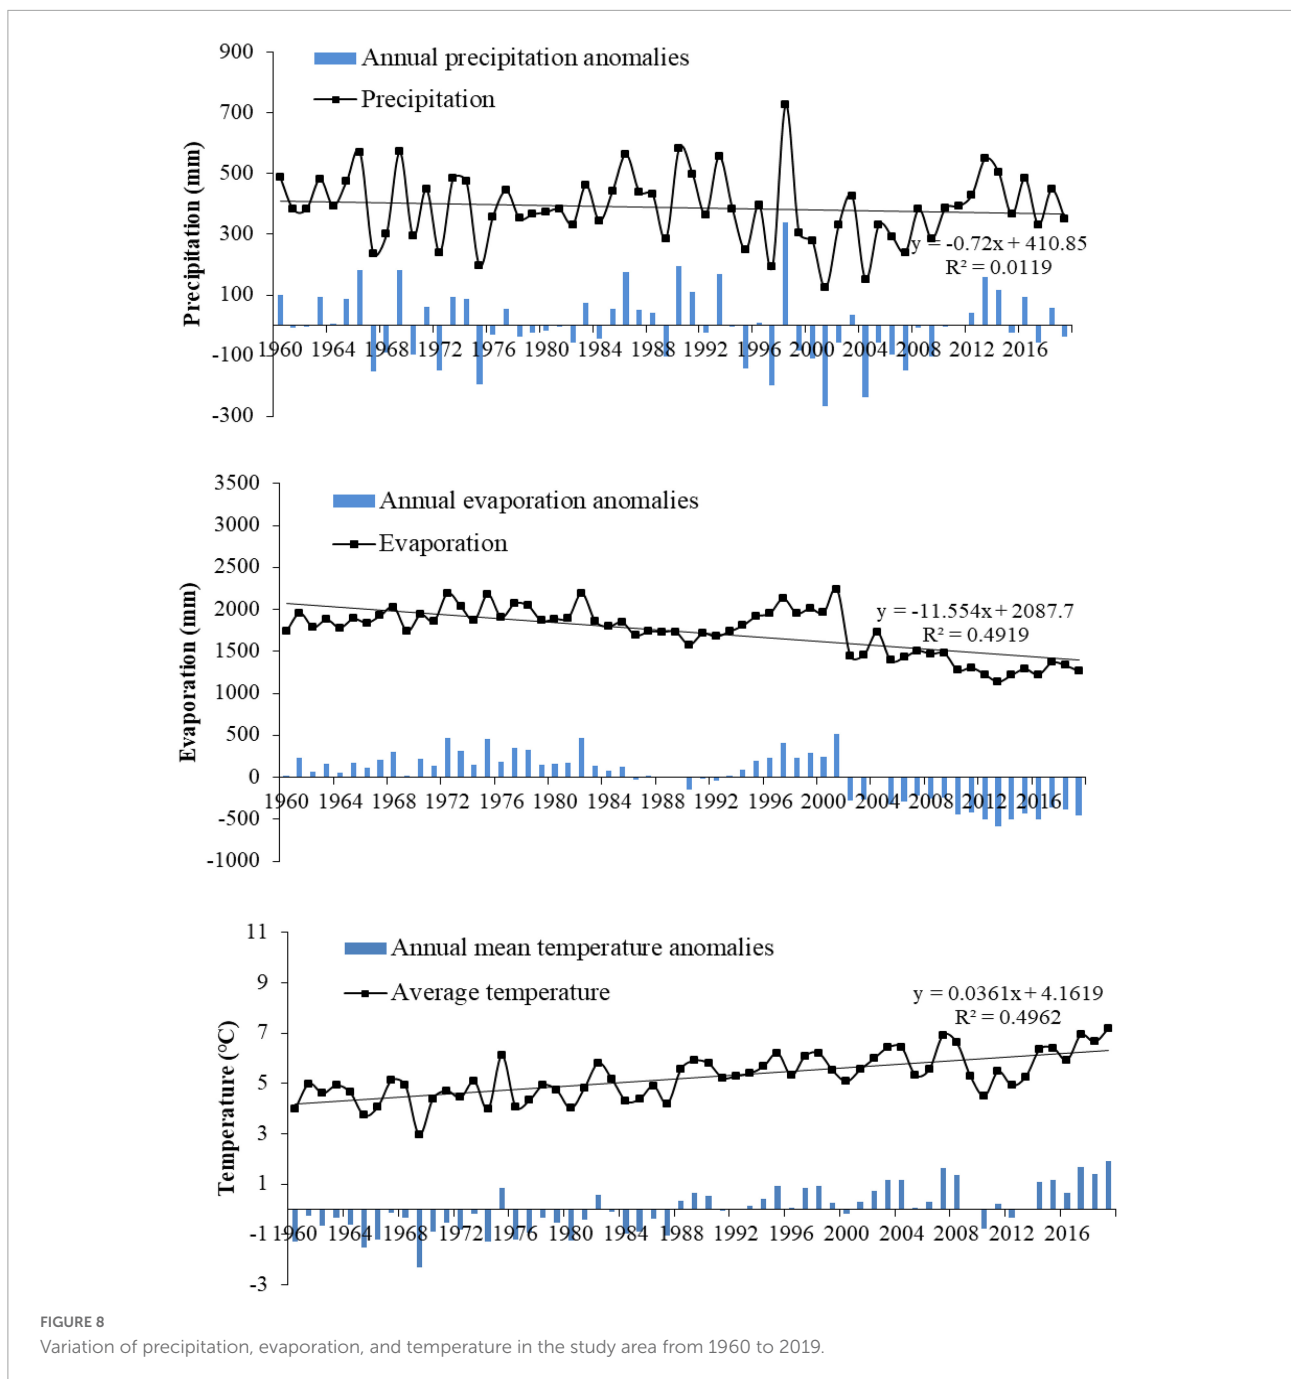 900
Annual precipitation anomalies
Precipitation
700
500
300
100
-100
-300
Precipitation (mm)
y = -0.72x + 410.85
R² = 0.0119
1960 1964 1968 1972 1976 1980 1984 1988 1992 1996 2000 2004 2008 2012 2016
3500
Annual evaporation anomalies
3000
Evaporation
2500
2000
1500
1000
500
0
-500
-1000
Evaporation (mm)
y = -11.554x + 2087.7
R² = 0.4919
1960 1964 1968 1972 1976 1980 1984 1988 1992 1996 2000 2004 2008 2012 2016
11
Annual mean temperature anomalies
9
Average temperature
7
5
3
1
-1
-3
Temperature (°C)
y = 0.0361x + 4.1619
R² = 0.4962
1960 1964 1968 1972 1976 1980 1984 1988 1992 1996 2000 2004 2008 2012 2016
FIGURE 8
Variation of precipitation, evaporation, and temperature in the study area from 1960 to 2019.